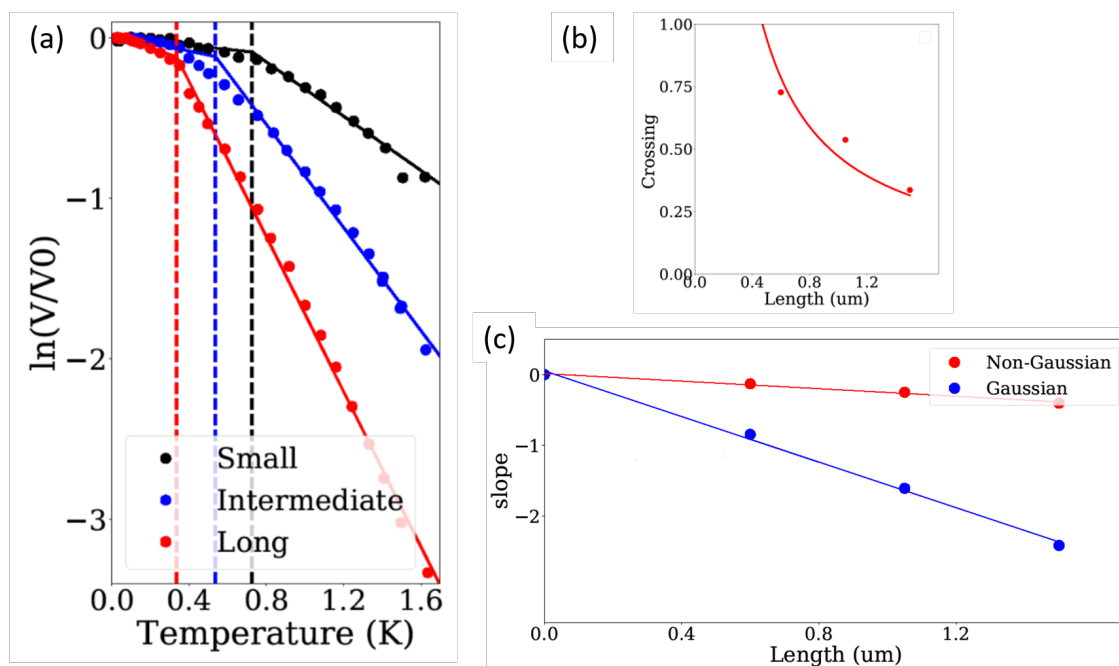 (a)
0
−1
−2
−3
ln(V/V0)
Small
Intermediate
Long
0.0 0.4 0.8 1.2 1.6
Temperature (K)
(b)
1.00
0.75
0.50
0.25
0.00
Crossing
0.0 0.4 0.8 1.2
Length (um)
(c)
0
−1
−2
slope
Non-Gaussian
Gaussian
0.0 0.4 0.8 1.2
Length (um)